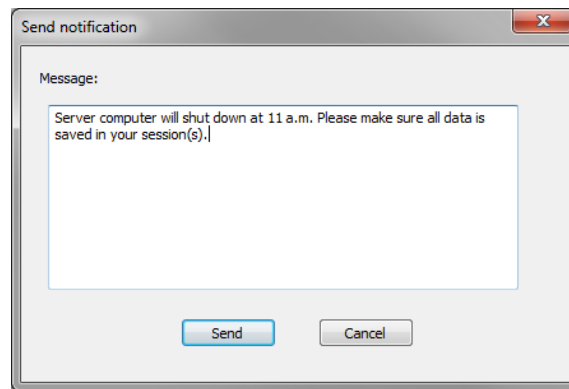 Send notification
Message:
Server computer will shut down at 11 a.m. Please make sure all data is
saved in your session(s).
Send
Cancel